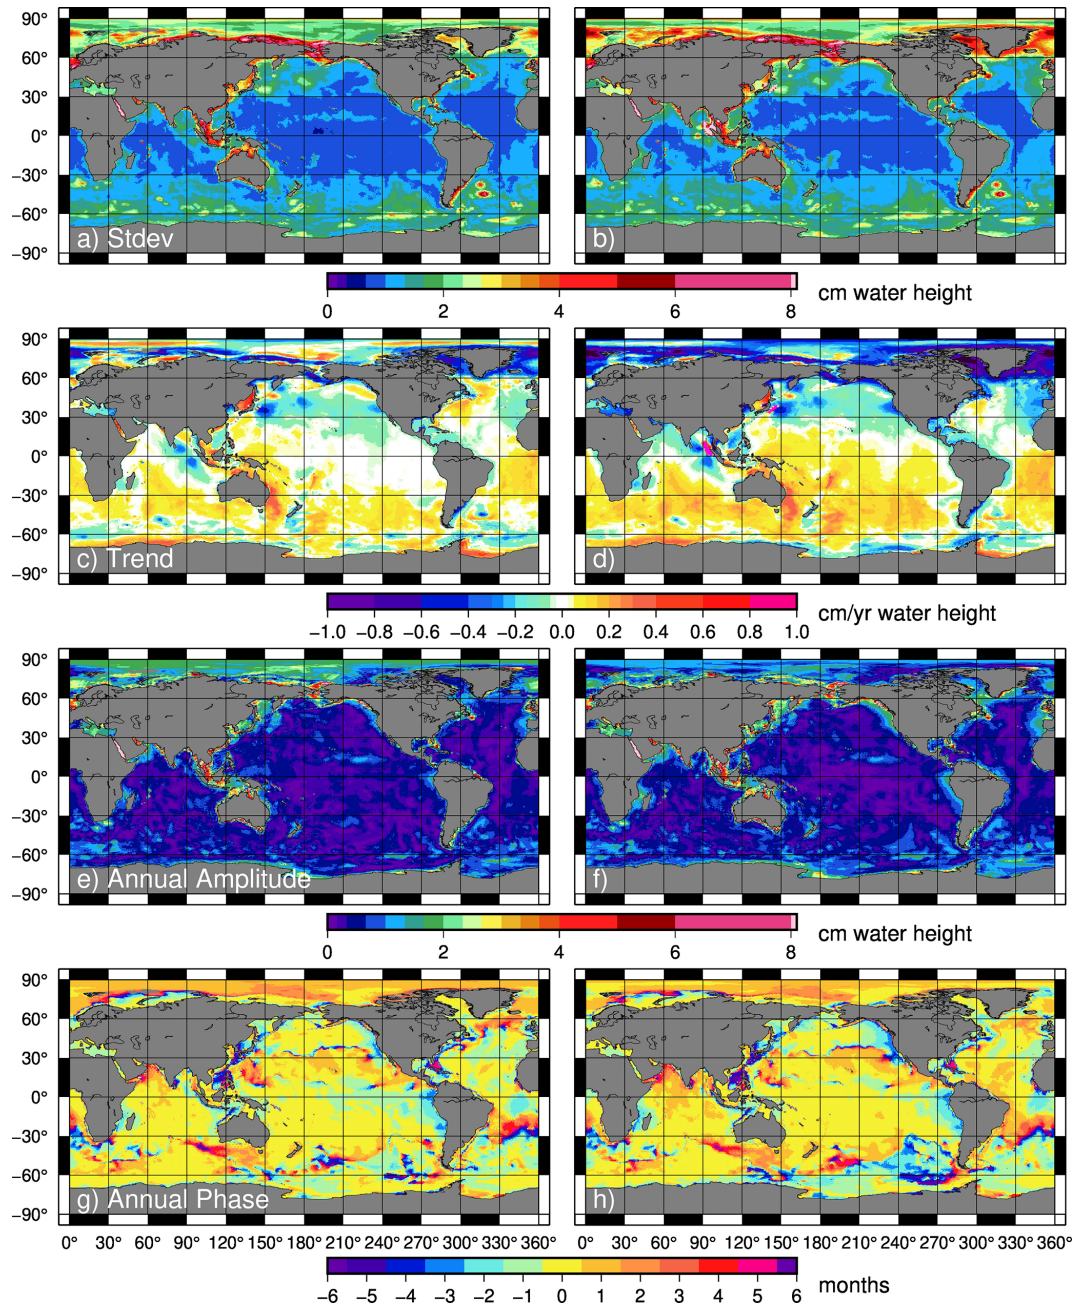 90°
60°
30°
0°
−30°
−60°
−90°
a) Stdev
b)
0 2 4 6 8
cm water height
90°
60°
30°
0°
−30°
−60°
−90°
c) Trend
d)
−1.0 −0.8 −0.6 −0.4 −0.2 0.0 0.2 0.4 0.6 0.8 1.0
cm/yr water height
90°
60°
30°
0°
−30°
−60°
−90°
e) Annual Amplitude
f)
0 2 4 6 8
cm water height
90°
60°
30°
0°
−30°
−60°
−90°
g) Annual Phase
h)
0° 30° 60° 90° 120° 150° 180° 210° 240° 270° 300° 330° 360° 0° 30° 60° 90° 120° 150° 180° 210° 240° 270° 300° 330° 360°
−6 −5 −4 −3 −2 −1 0 1 2 3 4 5 6
months